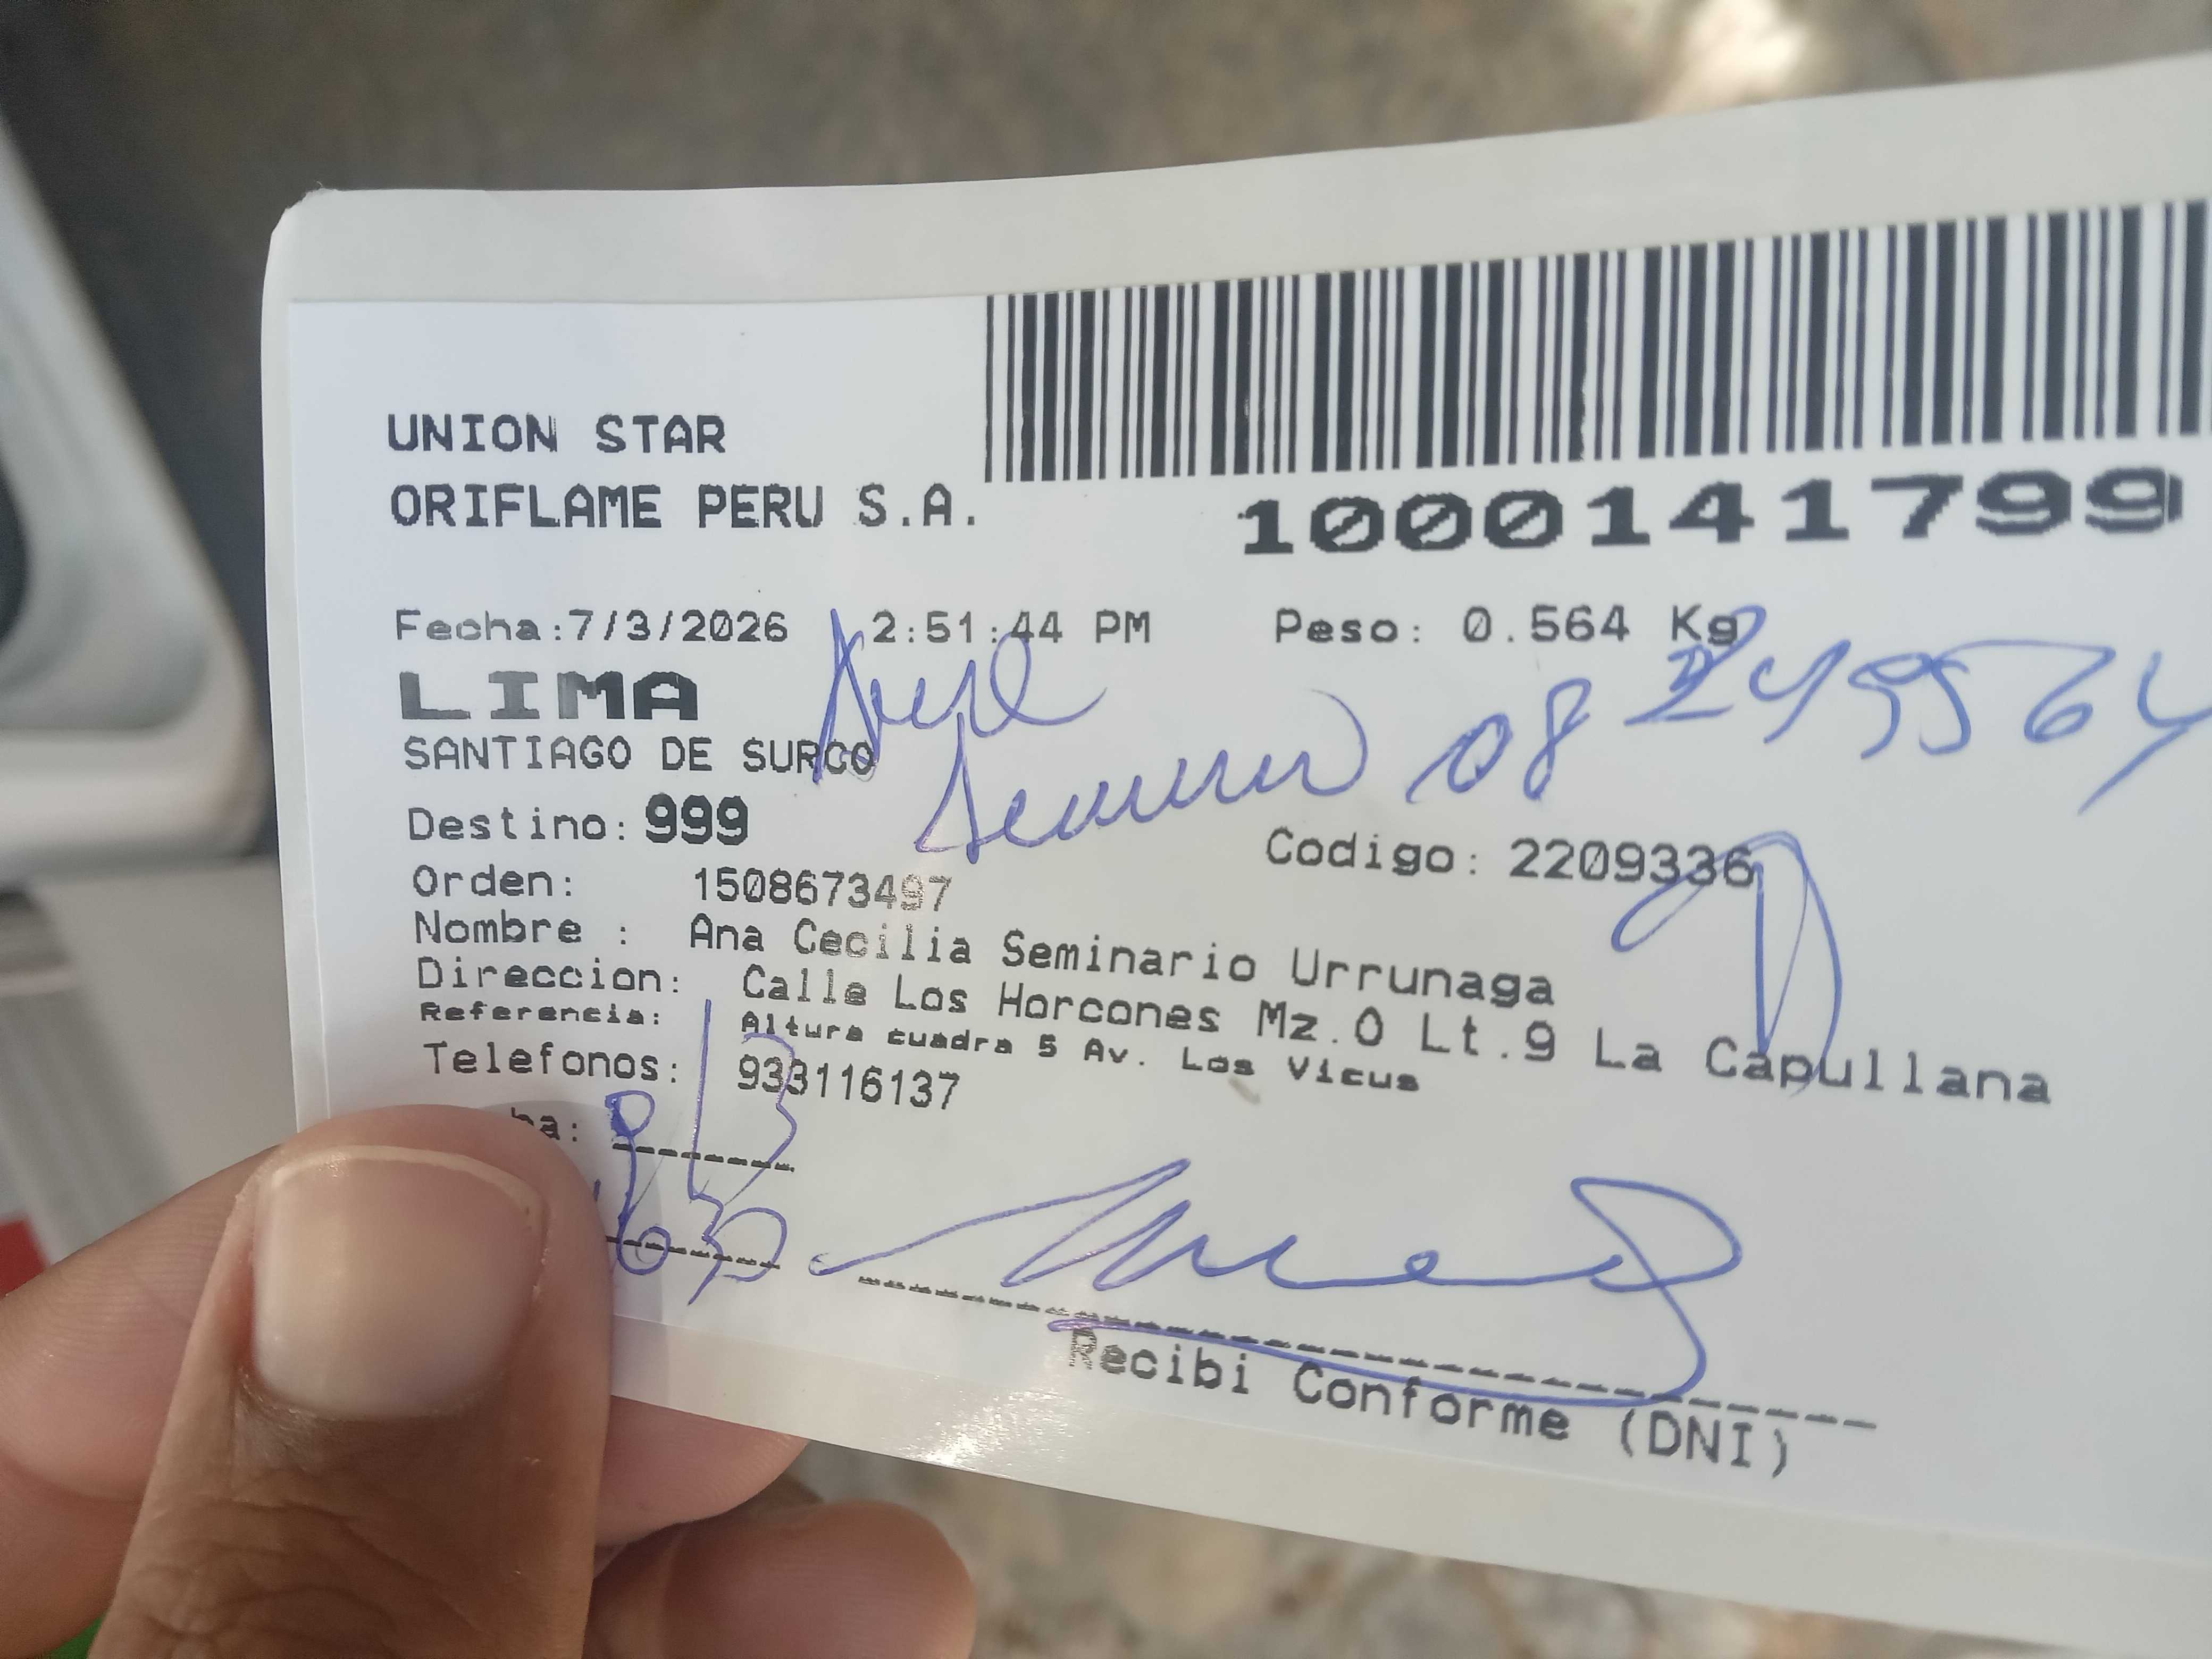 UNION STAR
ORIFLAME PERU S.A.
1000141799
Fecha:7/3/2026 2:51:44 PM Peso: 0.564 Kg
LIMA
SANTIAGO DE SURCO
Destino: 999
08
Codigo: 2209336
Orden: 1508673497
Nombre : Ana Cecilia Seminario Urrunaga
Direccion: Calle Los Horcones Mz.O Lt.9 La Capullana
Referencia: Altura cuadra 5 Av. Los Vicus
Telefonos: 933116137
Recibi Conforme (DNI)